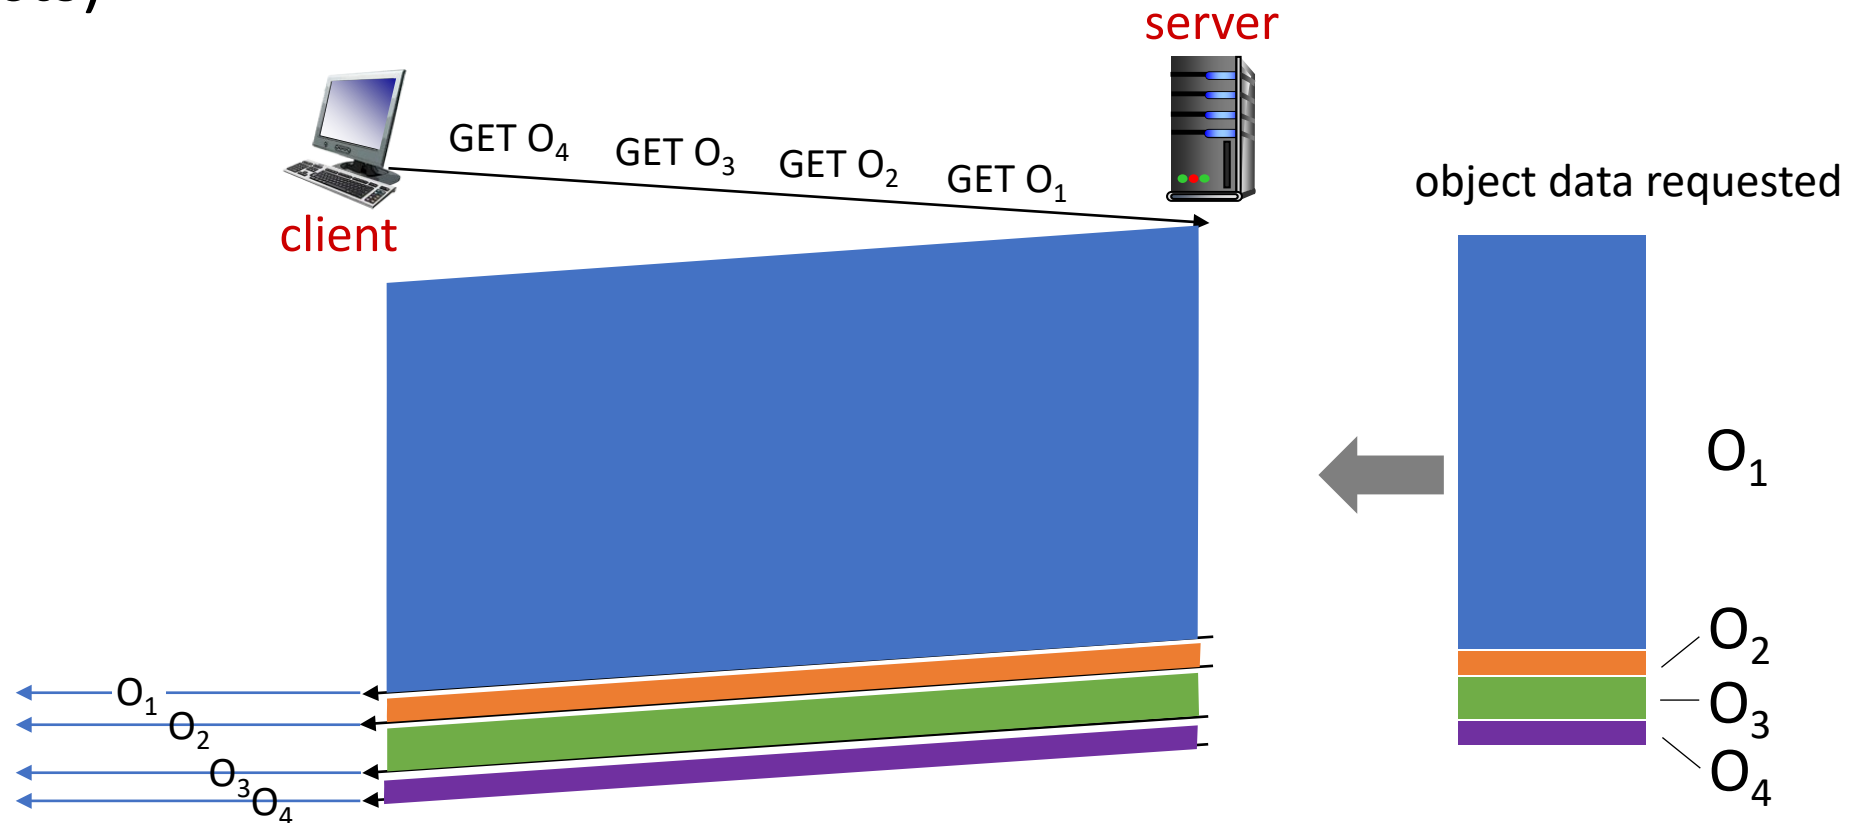 server
GET O₄
GET O₃
GET O₂
GET O₁
client
object data requested
O₁
O₂
O₃
O₄
O₁
O₂
O₃
O₄